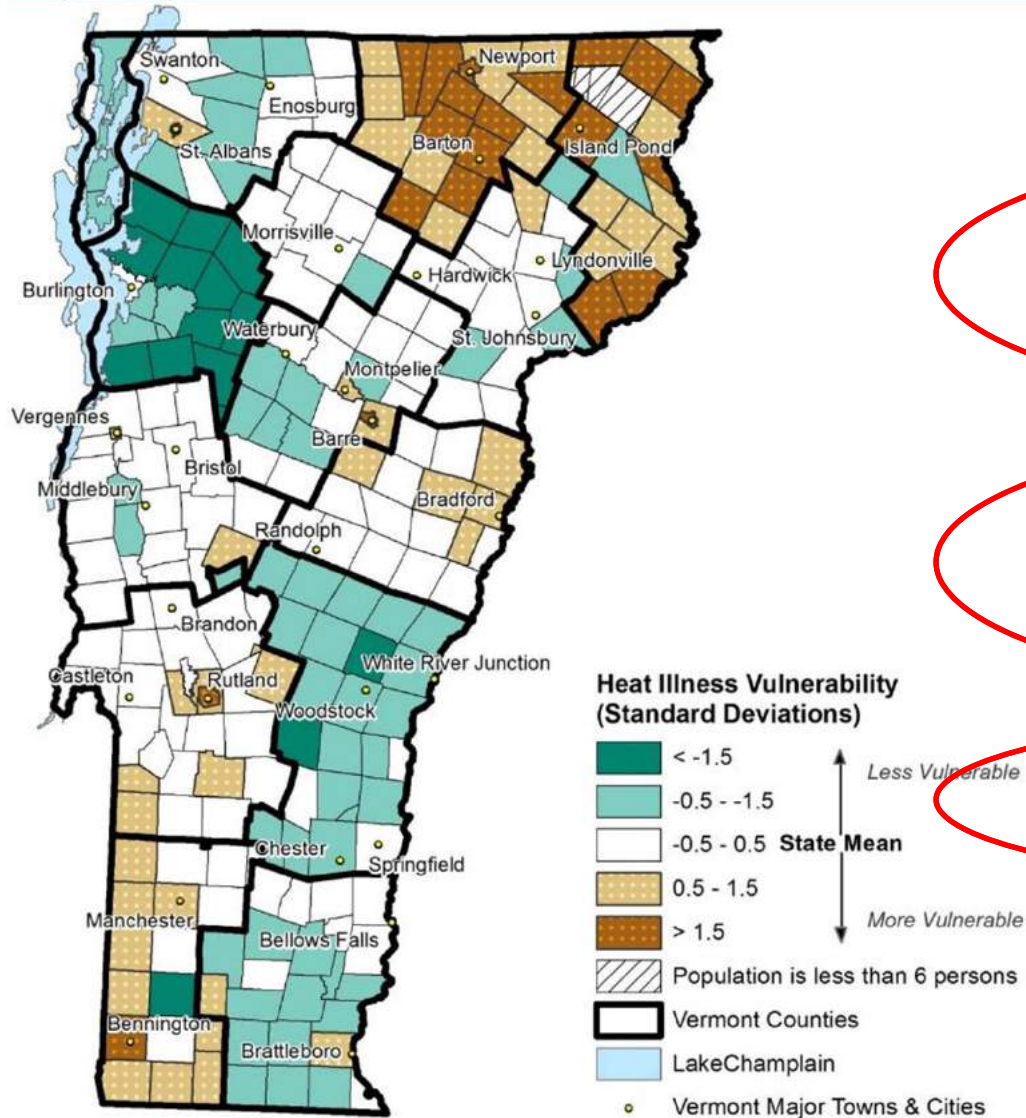 Swanton
Newport
Enosburg
St. Albans
Barton
Island Pond
Morrisville
Hardwick
Lyndonville
Burlington
Waterbury
St. Johnsbury
Montpelier
Vergennes
Barre
Bristol
Middlebury
Bradford
Randolph
Brandon
White River Junction
Castleton
Rutland
Woodstock
Chester
Springfield
Manchester
Bellows Falls
Bennington
Brattleboro
Heat Illness Vulnerability
(Standard Deviations)
< -1.5
Less Vulnerable
-0.5 - -1.5
-0.5 - 0.5 State Mean
0.5 - 1.5
More Vulnerable
> 1.5
Population is less than 6 persons
Vermont Counties
LakeChamplain
Vermont Major Towns & Cities